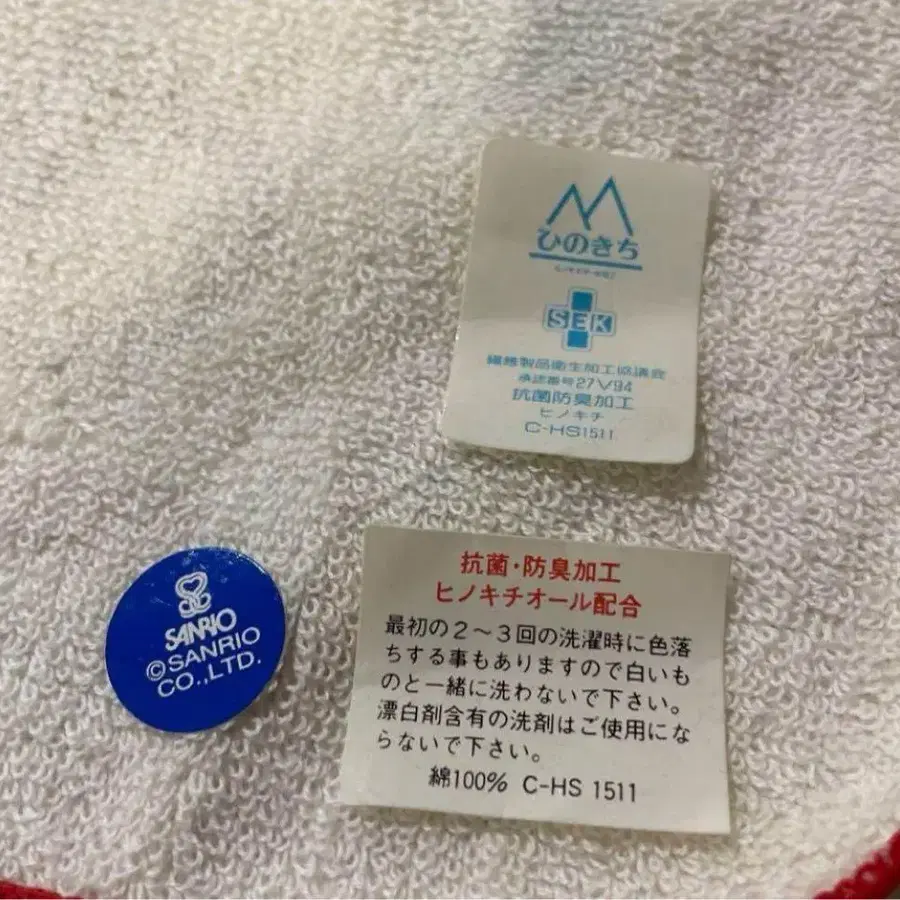 ひのきち
SEK
繊維製品衛生加工協議会
承認番号27V94
抗菌防臭加工
ヒノキチ
C-HS1511
SANRIO
©SANRIO
CO.,LTD.
抗菌・防臭加工
ヒノキチオール配合
最初の2〜3回の洗濯時に色落
ちする事もありますので白いも
のと一緒に洗わないで下さい。
漂白剤含有の洗剤はご使用にな
らないで下さい。
綿100% C-HS 1511